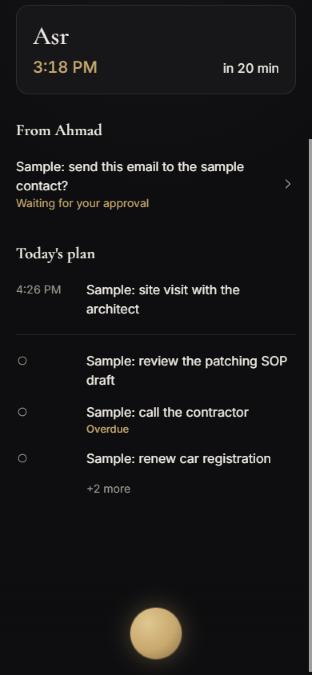 Asr
3:18 PM
in 20 min
From Ahmad
Sample: send this email to the sample
contact?
Waiting for your approval
Today's plan
4:26 PM
Sample: site visit with the
architect
Sample: review the patching SOP
draft
Sample: call the contractor
Overdue
Sample: renew car registration
+2 more